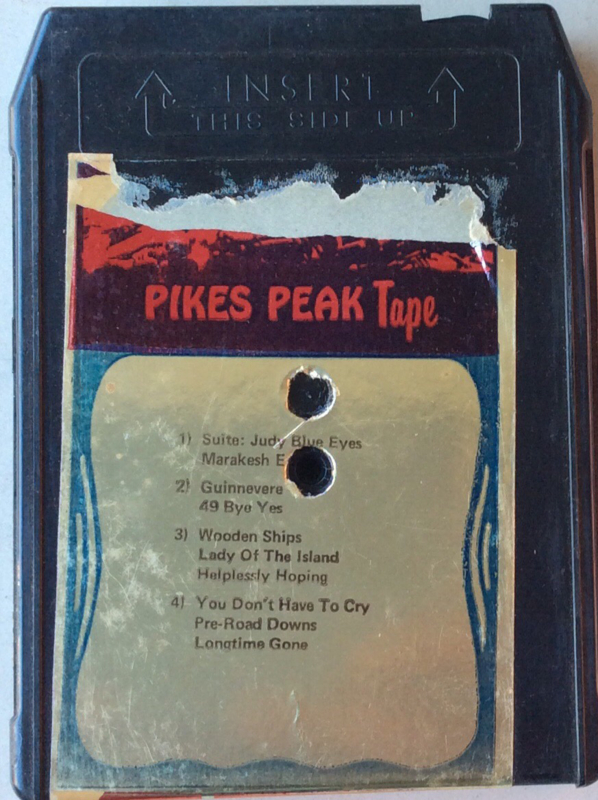 INSERT
THIS SIDE UP
PIKES PEAK Tape
1) Suite: Judy Blue Eyes
Marakesh E
2) Guinnevere
49 Bye Yes
3) Wooden Ships
Lady Of The Island
Helplessly Hoping
4) You Don't Have To Cry
Pre-Road Downs
Longtime Gone